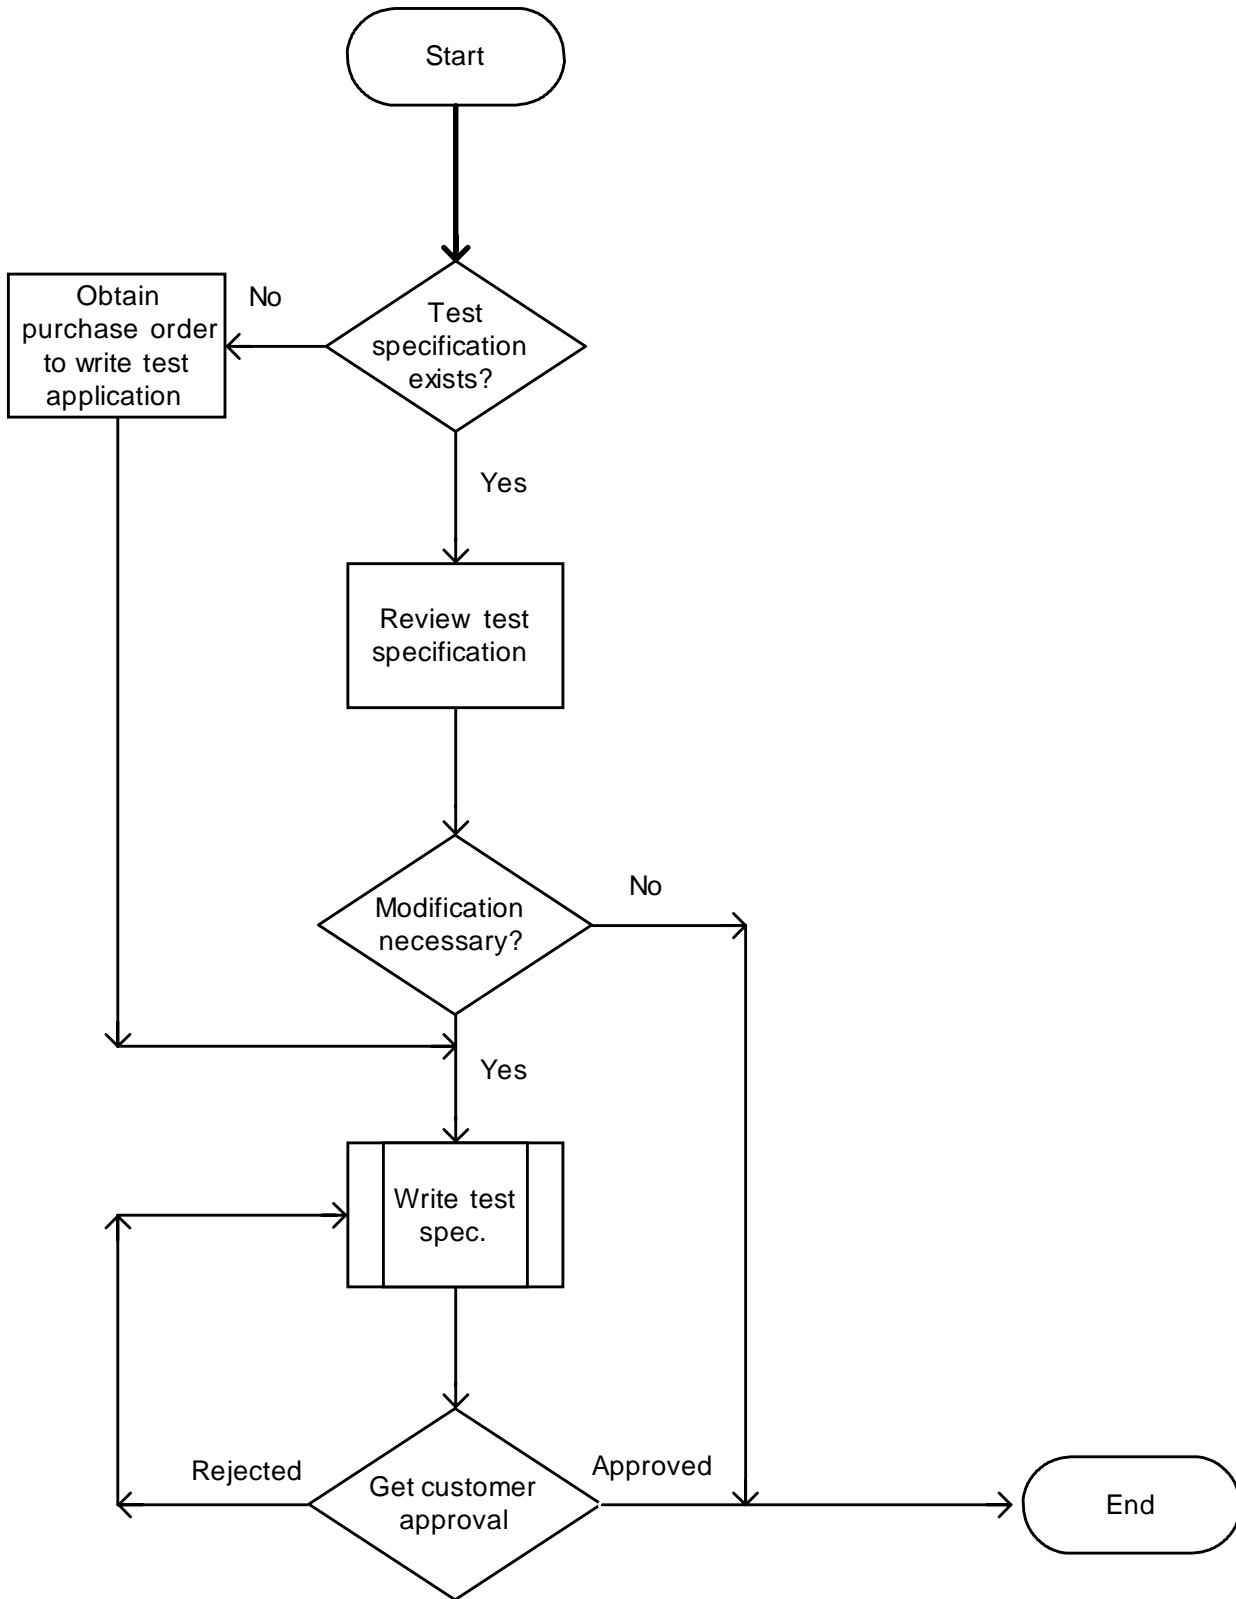 Start
No
Obtain
purchase order
to write test
application
Test
specification
exists?
Yes
Review test
specification
No
Modification
necessary?
Yes
Write test
spec.
Rejected
Approved
Get customer
approval
End